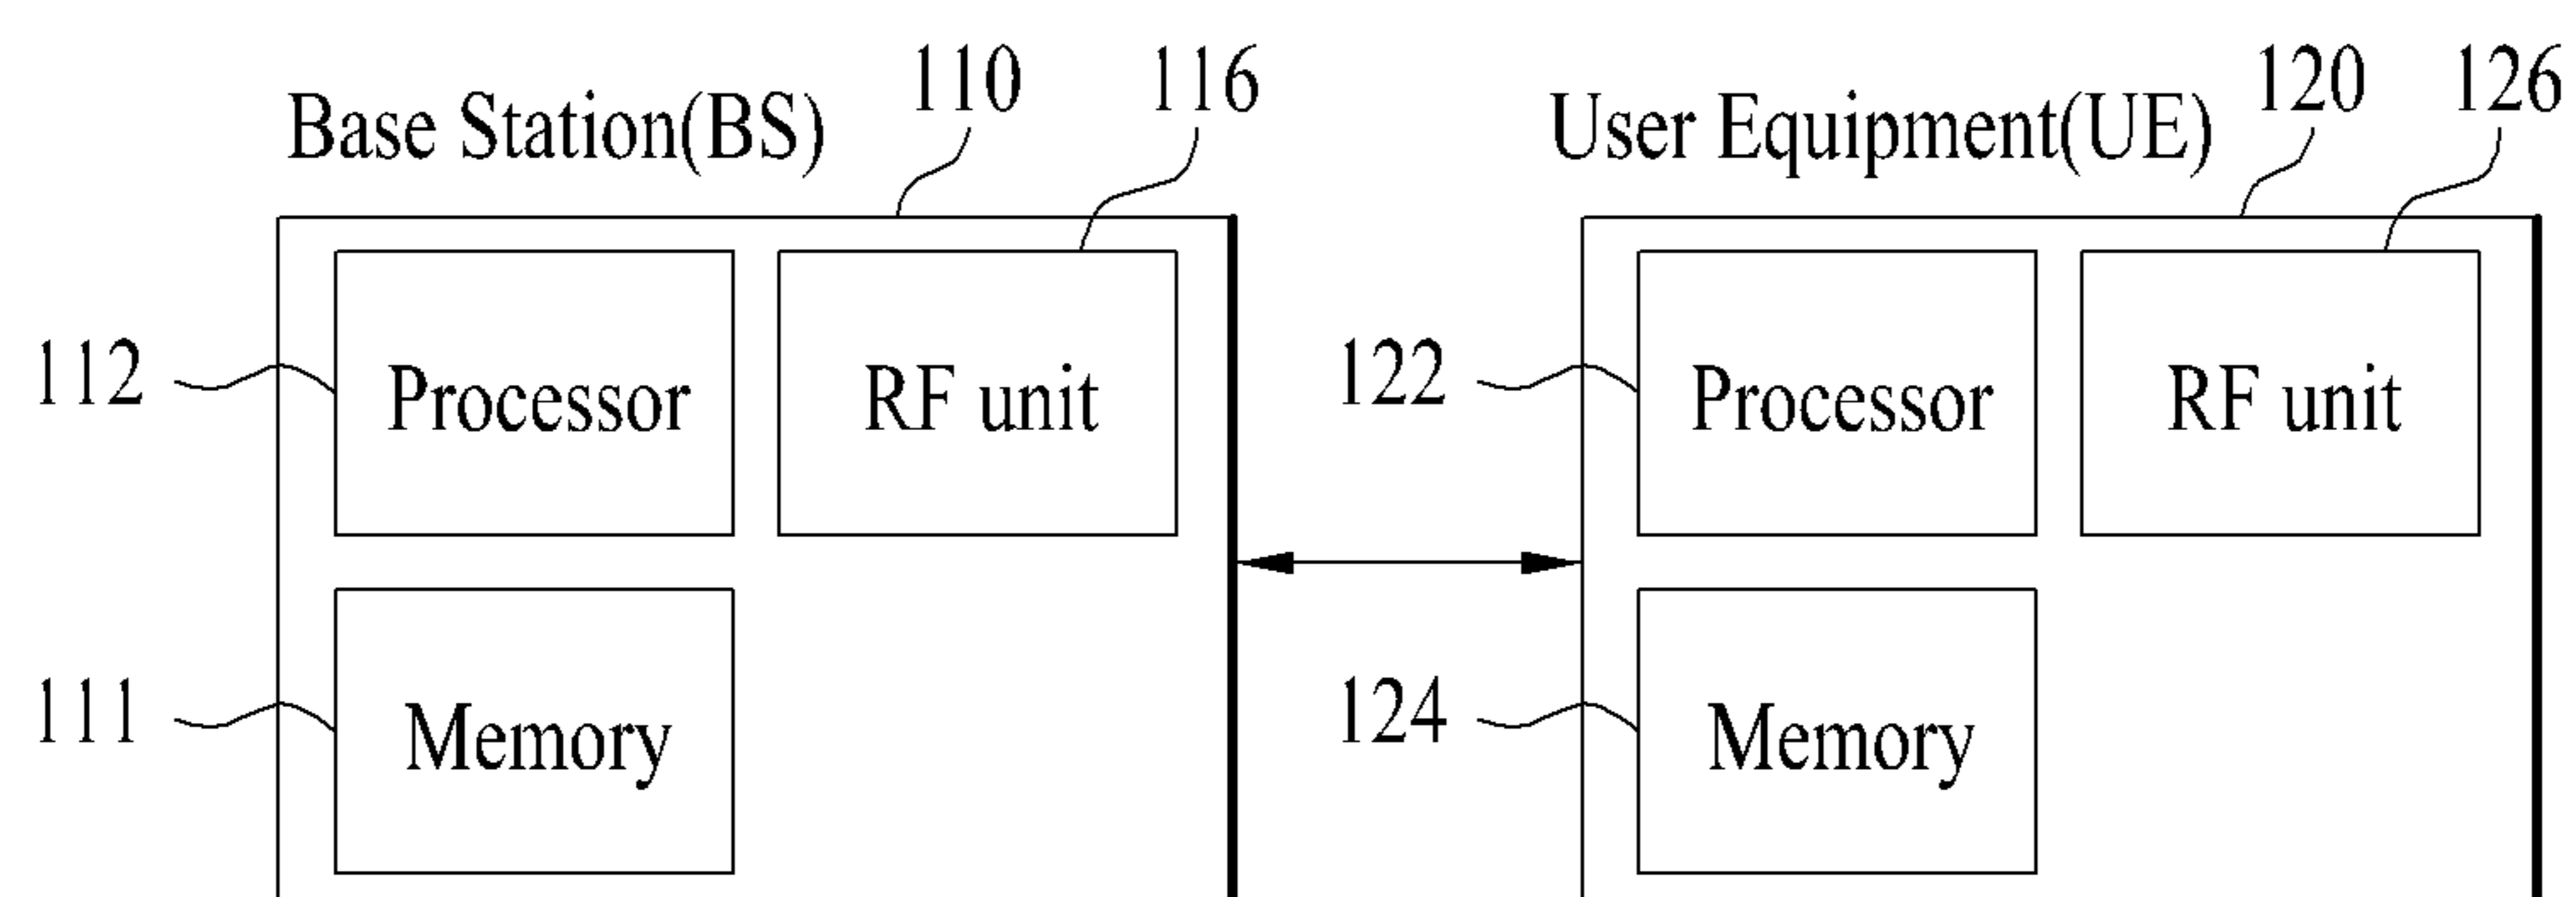 110
116
Base Station(BS)
120
126
User Equipment(UE)
112
Processor
RF unit
122
Processor
RF unit
111
Memory
124
Memory